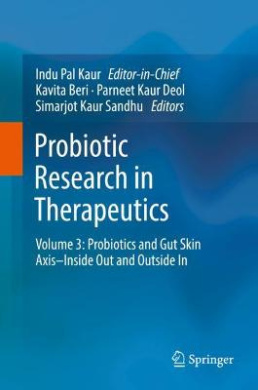 Indu Pal Kaur Editor-in-Chief
Kavita Beri · Parneet Kaur Deol
Simarjot Kaur Sandhu Editors
Probiotic
Research in
Therapeutics
Volume 3: Probiotics and Gut Skin
Axis–Inside Out and Outside In
Springer